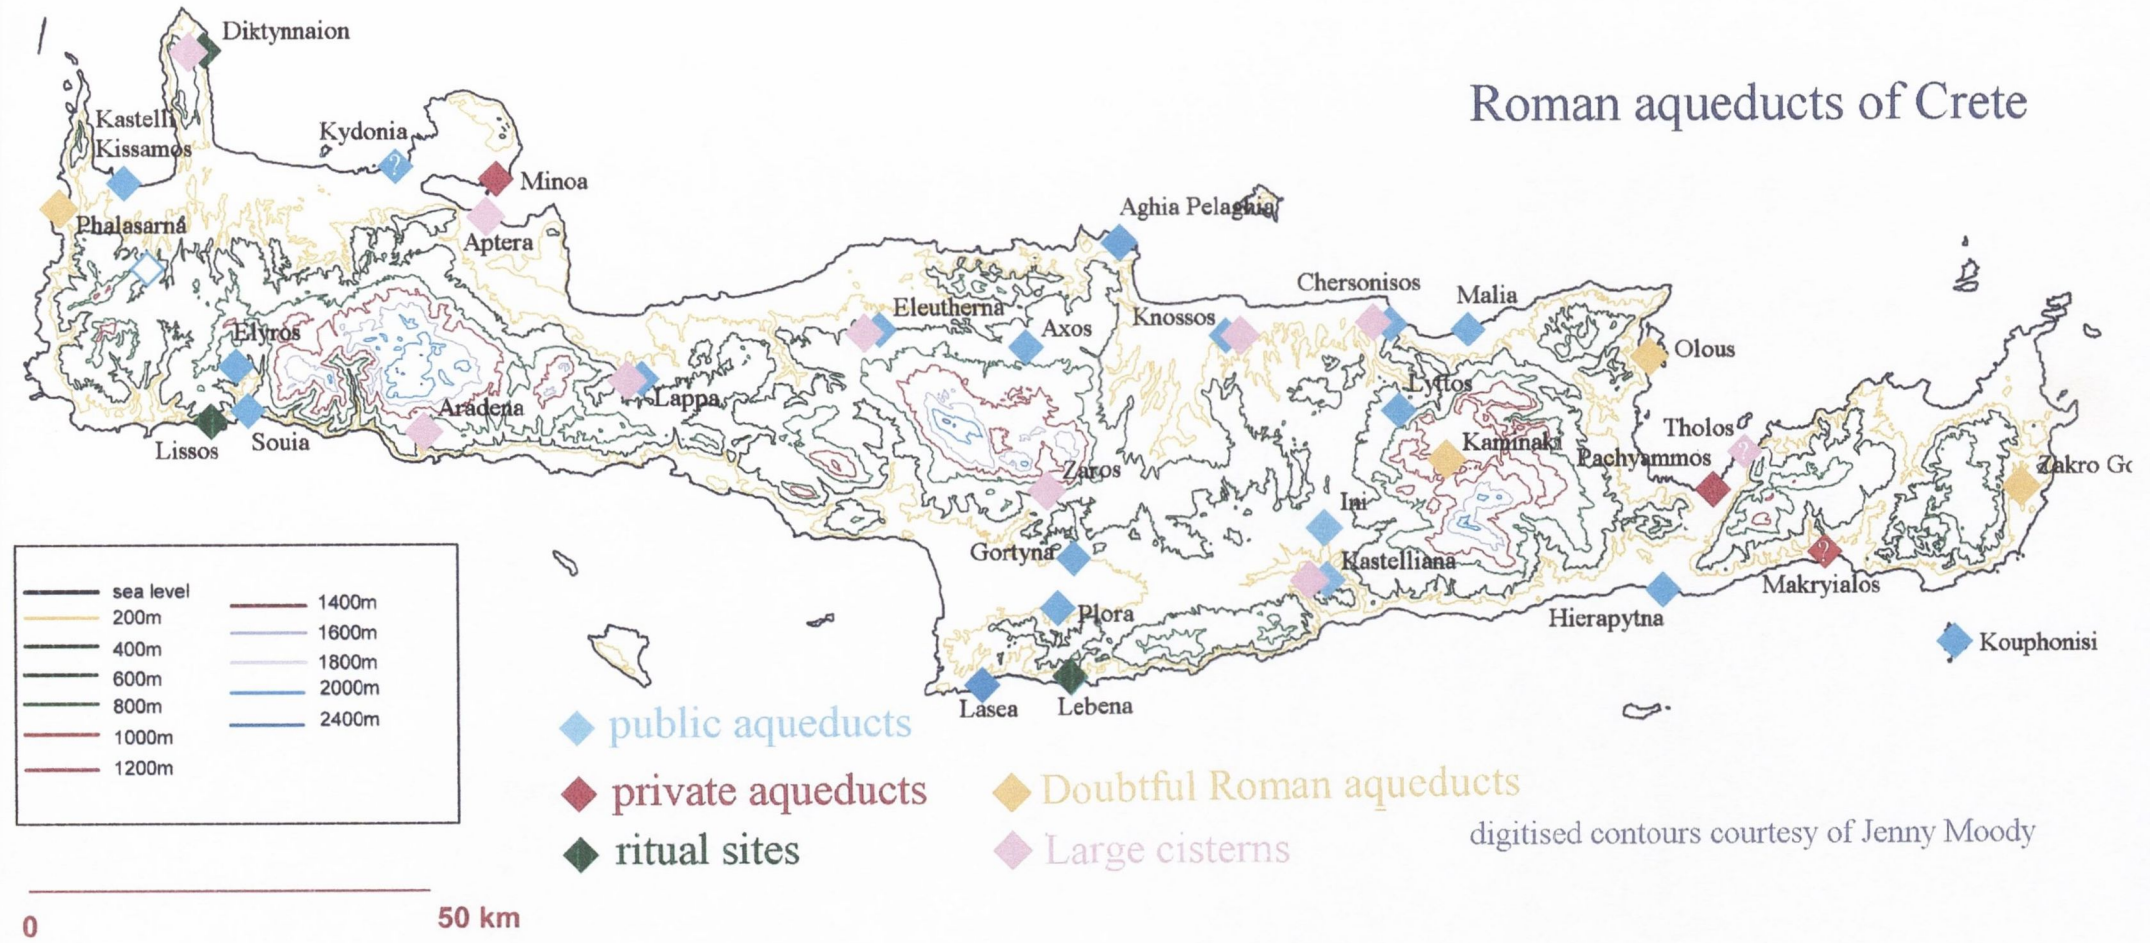 Diktynnaion
Roman aqueducts of Crete
Kastelli
Kissamos
Kydonia
?
Minoa
Phalasarna
Aptera
Aghia Pelaghia
Chersonisos
Malia
Eleutherna
Axos
Knossos
Olous
Elyros
Lappa
Aradena
Lyttos
Tholos
?
Lissos
Souia
Kaminaki
Pachyammos
Zaros
Zakro Go
Ini
Gortyna
Kastelliana
?
Makryialos
Plora
Hierapytna
Kouphonisi
Lasea
Lebena
sea level
200m
400m
600m
800m
1000m
1200m
1400m
1600m
1800m
2000m
2400m
public aqueducts
private aqueducts
ritual sites
Doubtful Roman aqueducts
Large cisterns
digitised contours courtesy of Jenny Moody
0
50 km